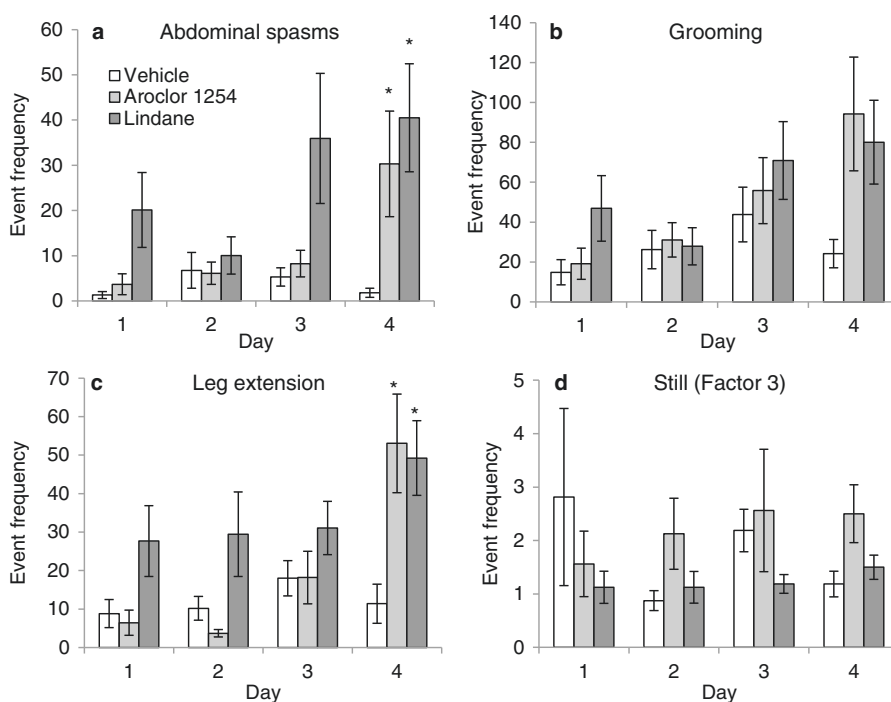 a Abdominal spasms
60
50
40
30
20
10
0
Event frequency
Vehicle
Aroclor 1254
Lindane
* *
1 2 3 4
Day
b Grooming
140
120
100
80
60
40
20
0
Event frequency
1 2 3 4
Day
c Leg extension
70
60
50
40
30
20
10
0
Event frequency
* *
1 2 3 4
Day
d Still (Factor 3)
5
4
3
2
1
0
Event frequency
1 2 3 4
Day